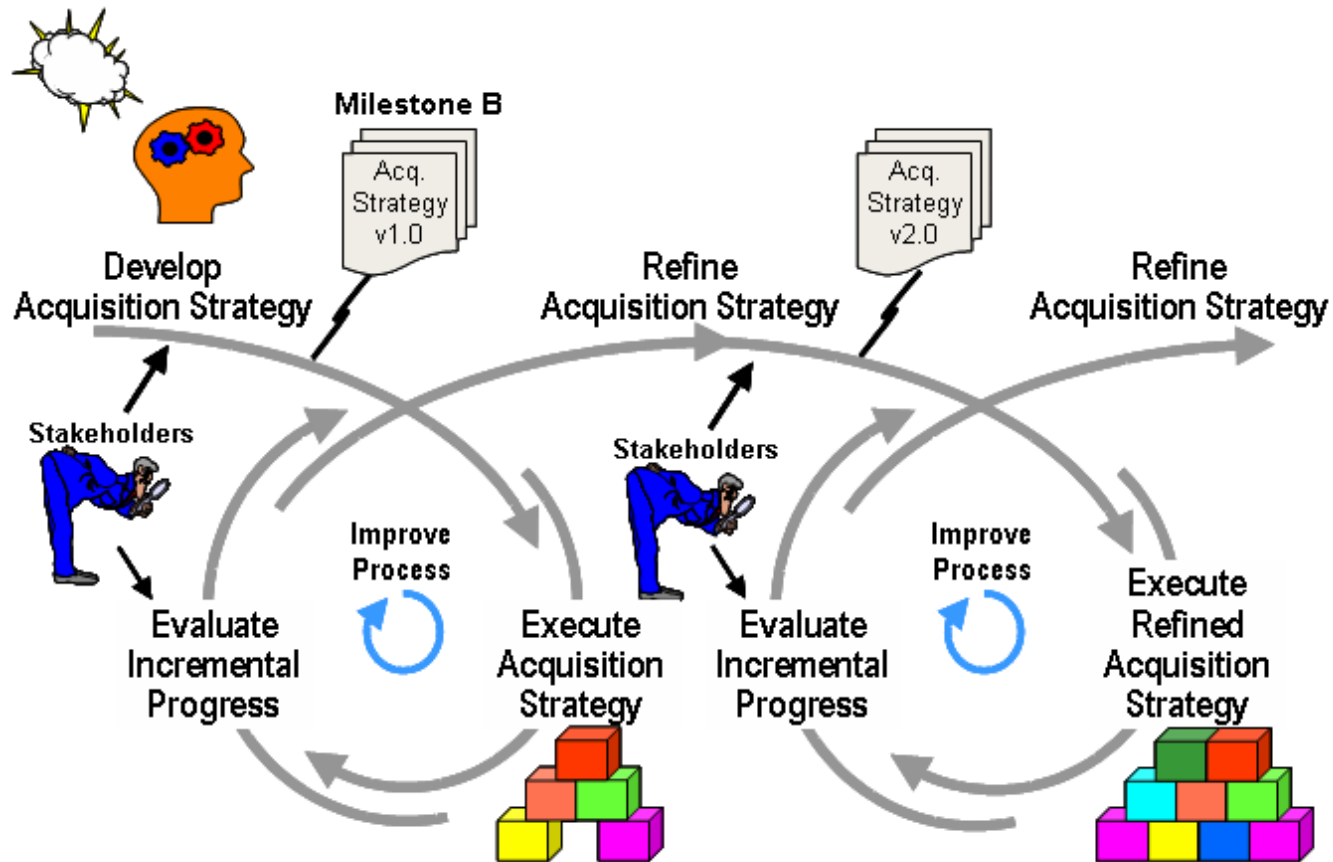 Milestone B
Acq.
Strategy
v1.0
Acq.
Strategy
v2.0
Develop
Acquisition Strategy
Refine
Acquisition Strategy
Refine
Acquisition Strategy
Stakeholders
Stakeholders
Improve
Process
Improve
Process
Evaluate
Incremental
Progress
Execute
Acquisition
Strategy
Evaluate
Incremental
Progress
Execute
Refined
Acquisition
Strategy